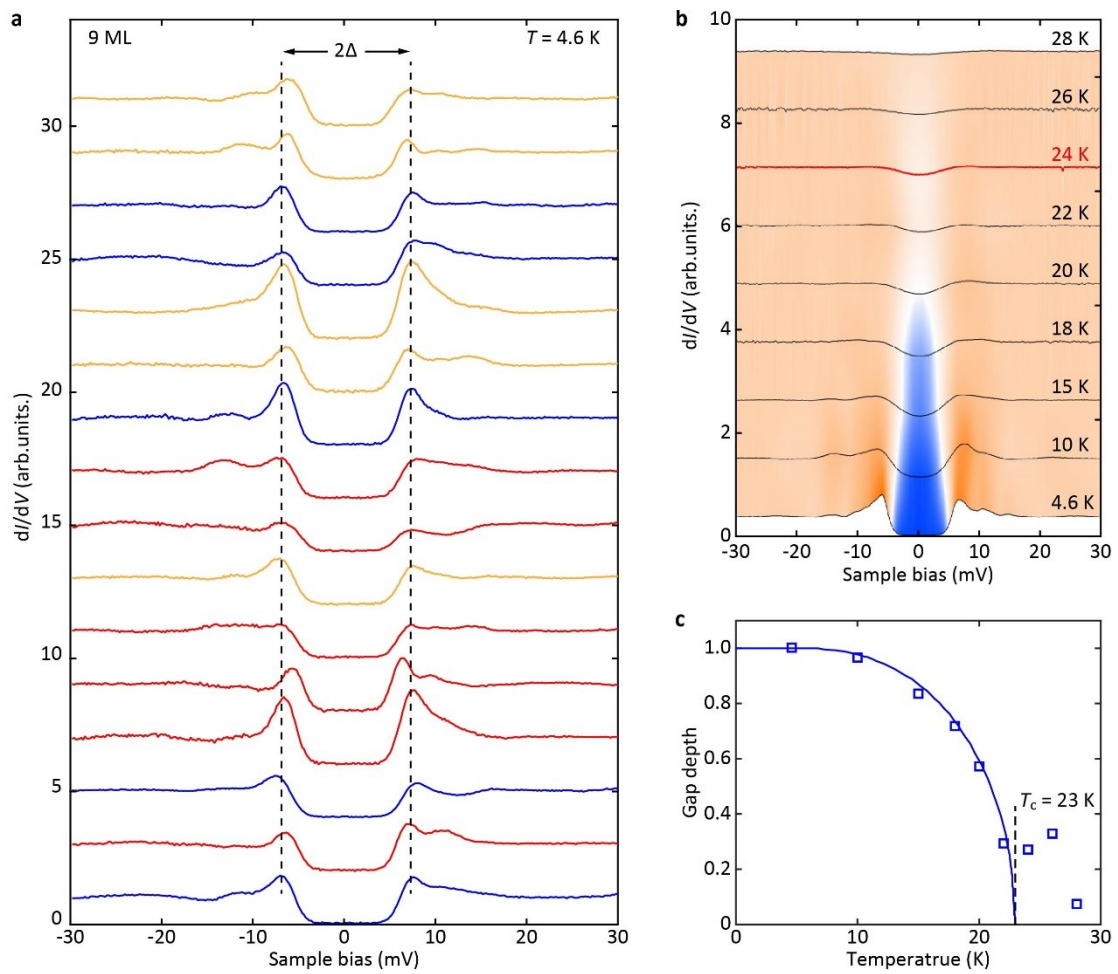 a
9 ML
2Δ
T = 4.6 K
dI/dV (arb.units.)
30
25
20
15
10
5
0
-30 -20 -10 0 10 20 30
Sample bias (mV)
b
dI/dV (arb.units.)
10
8
6
4
2
0
28 K
26 K
24 K
22 K
20 K
18 K
15 K
10 K
4.6 K
-30 -20 -10 0 10 20 30
Sample bias (mV)
c
Gap depth
1.0
0.8
0.6
0.4
0.2
0
Tc = 23 K
0 10 20 30
Temperatrue (K)